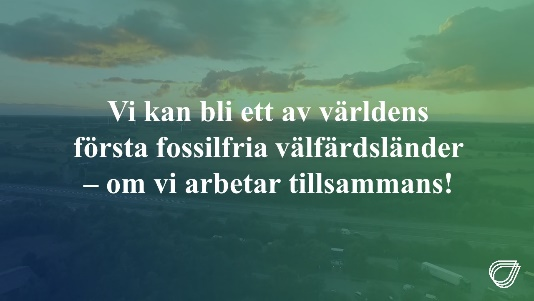 Vi kan bli ett av världens
första fossilfria välfärdsländer
– om vi arbetar tillsammans!